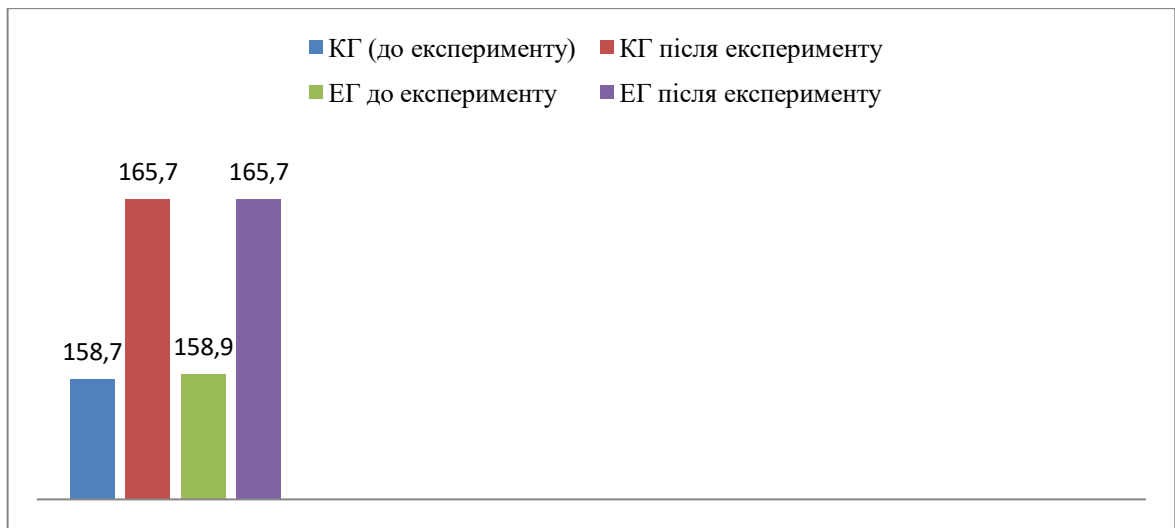 КГ (до експерименту) КГ після експерименту
ЕГ до експерименту ЕГ після експерименту
165,7 165,7
158,7 158,9